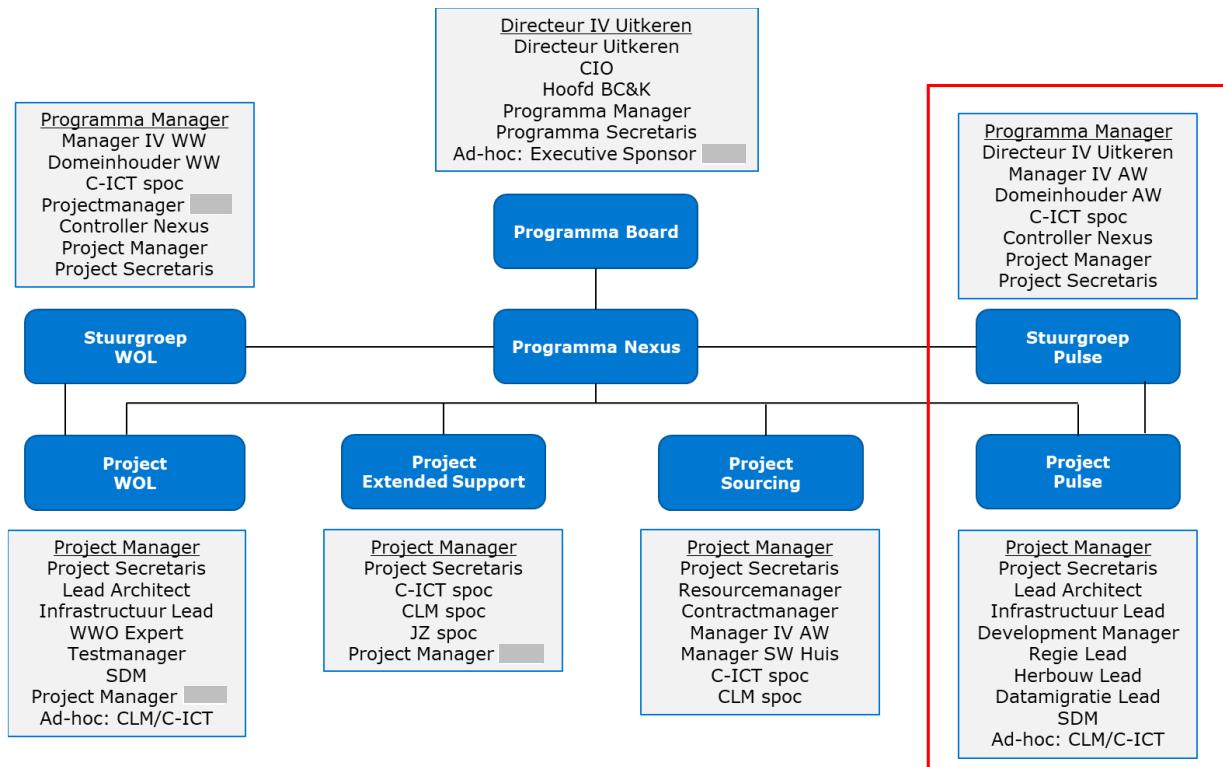 Directeur IV Uitkeren
Directeur Uitkeren
CIO
Hoofd BC&K
Programma Manager
Programma Secretaris
Ad-hoc: Executive Sponsor
Programma Manager
Manager IV WW
Domeinhouder WW
C-ICT spoc
Projectmanager
Controller Nexus
Project Manager
Project Secretaris
Programma Manager
Directeur IV Uitkeren
Manager IV AW
Domeinhouder AW
C-ICT spoc
Controller Nexus
Project Manager
Project Secretaris
Programma Board
Stuurgroep
WOL
Programma Nexus
Stuurgroep
Pulse
Project
WOL
Project
Extended Support
Project
Sourcing
Project
Pulse
Project Manager
Project Secretaris
Lead Architect
Infrastructuur Lead
WWO Expert
Testmanager
SDM
Project Manager
Ad-hoc: CLM/C-ICT
Project Manager
Project Secretaris
C-ICT spoc
CLM spoc
JZ spoc
Project Manager
Project Manager
Project Secretaris
Resourcemanager
Contractmanager
Manager IV AW
Manager SW Huis
C-ICT spoc
CLM spoc
Project Manager
Project Secretaris
Lead Architect
Infrastructuur Lead
Development Manager
Regie Lead
Herbouw Lead
Datamigratie Lead
SDM
Ad-hoc: CLM/C-ICT